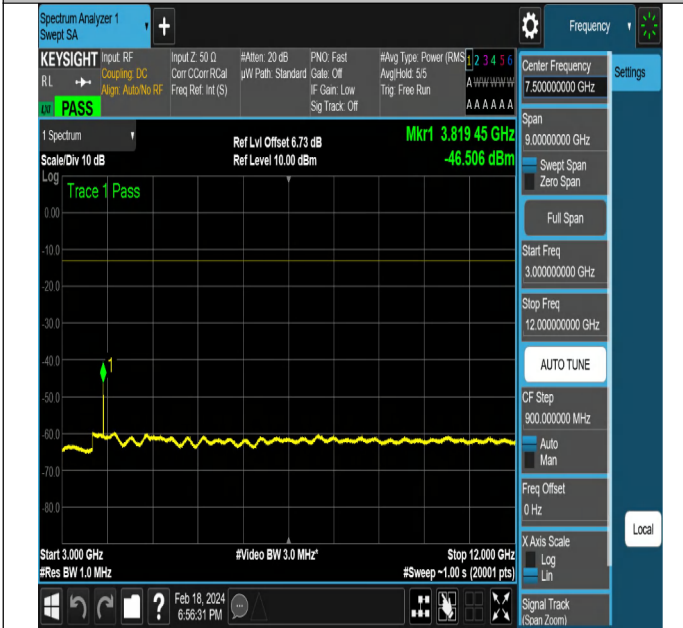 Spectrum Analyzer 1
Swept SA
+
Frequency
KEYSIGHT
RL
LXI
PASS
Input: RF
Coupling: DC
Align: Auto/No RF
Input Z: 50 Ω
Corr CCorr RCal
Freq Ref: Int (S)
#Atten: 20 dB
µW Path: Standard
PNO: Fast
Gate: Off
IF Gain: Low
Sig Track: Off
#Avg Type: Power (RMS
Avg|Hold: 5/5
Trig: Free Run
1 2 3 4 5 6
A W W W W W
A A A A A A
1 Spectrum
Scale/Div 10 dB
Ref Lvl Offset 6.73 dB
Ref Level 10.00 dBm
Mkr1 3.819 45 GHz
-46.506 dBm
Log
Trace 1 Pass
0.00
-10.0
-20.0
-30.0
-40.0
-50.0
-60.0
-70.0
-80.0
1
Start 3.000 GHz
#Res BW 1.0 MHz
#Video BW 3.0 MHz*
Stop 12.000 GHz
#Sweep ~1.00 s (20001 pts)
?
Feb 18, 2024
6:56:31 PM
Center Frequency
7.50000000 GHz
Settings
Span
9.00000000 GHz
Swept Span
Zero Span
Full Span
Start Freq
3.000000000 GHz
Stop Freq
12.000000000 GHz
AUTO TUNE
CF Step
900.000000 MHz
Auto
Man
Freq Offset
0 Hz
X Axis Scale
Log
Lin
Local
Signal Track
(Span Zoom)